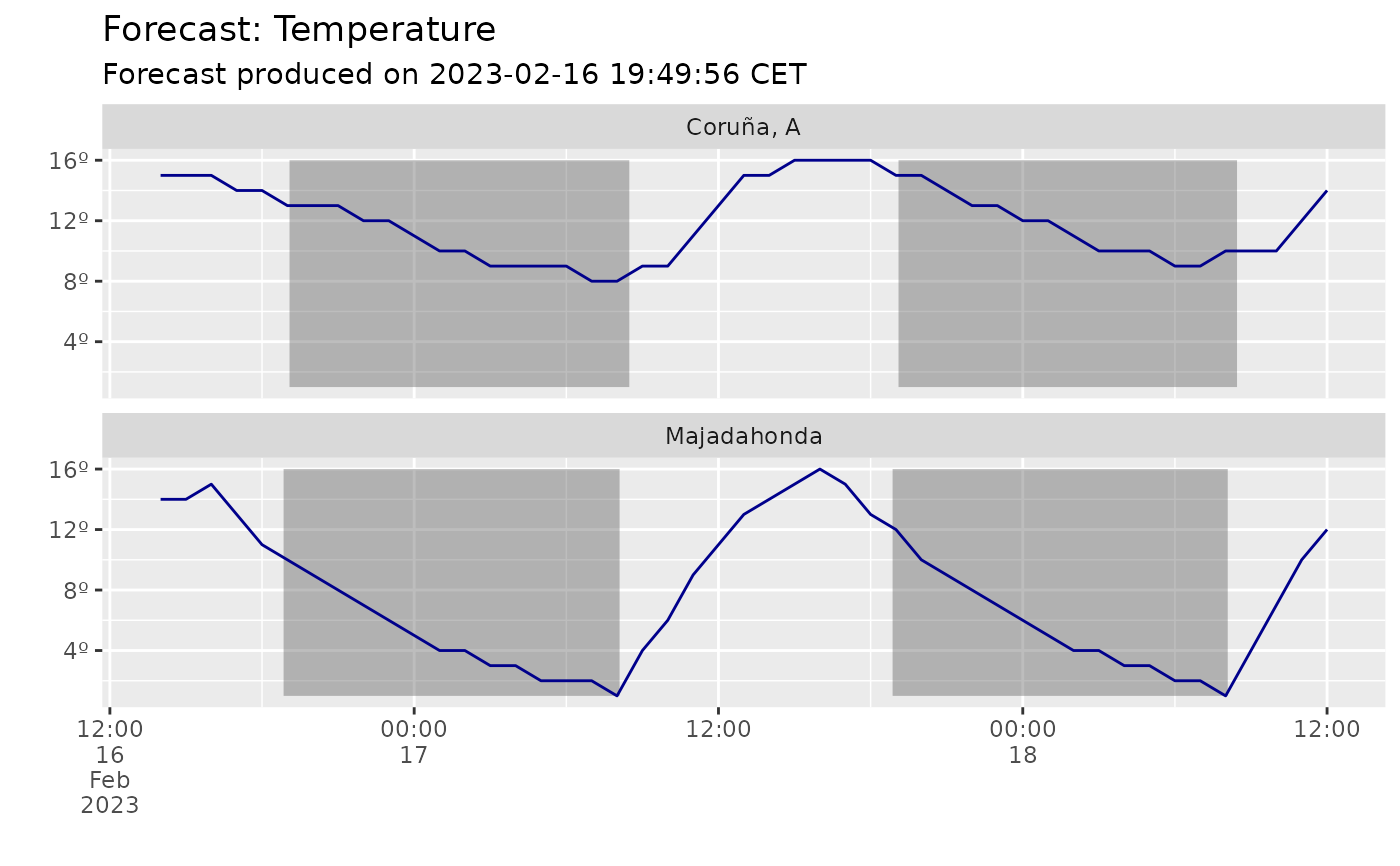 Forecast: Temperature
Forecast produced on 2023-02-16 19:49:56 CET
Coruña, A
16º
12º
8º
4º
Majadahonda
16º
12º
8º
4º
12:00 00:00 12:00 00:00 12:00
16 17 18
Feb
2023